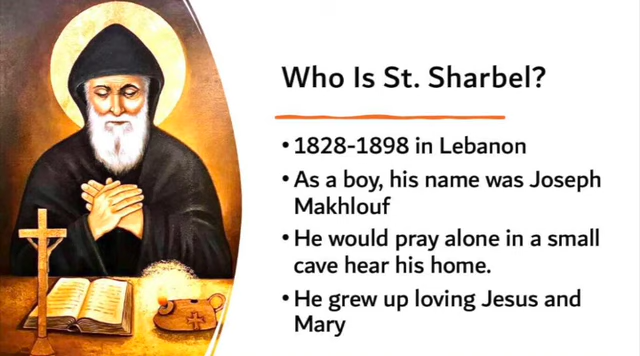 Who Is St. Sharbel?
• 1828-1898 in Lebanon
• As a boy, his name was Joseph
Makhlouf
• He would pray alone in a small
cave hear his home.
• He grew up loving Jesus and
Mary